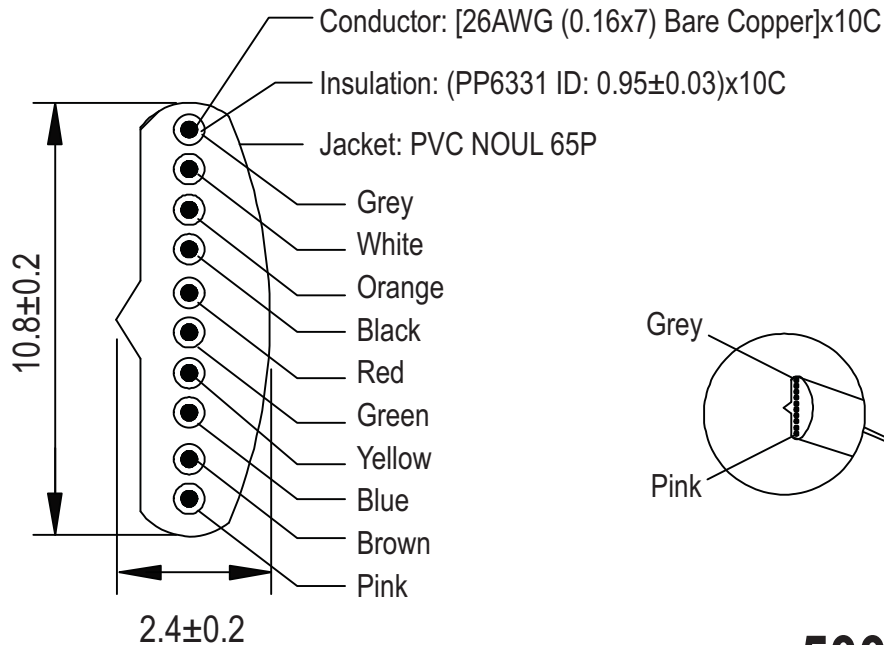 Conductor: [26AWG (0.16x7) Bare Copper]x10C
Insulation: (PP6331 ID: 0.95±0.03)x10C
Jacket: PVC NOUL 65P
Grey
White
Orange
Black
Red
Green
Yellow
Blue
Brown
Pink
10.8±0.2
2.4±0.2
Grey
Pink